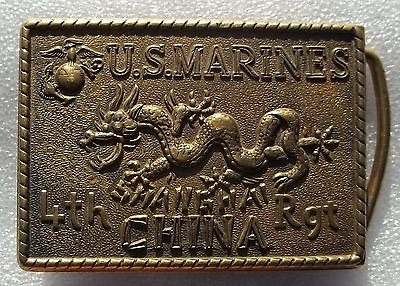 U.S. MARINES
SHANGHAI
4th Rgt
CHINA